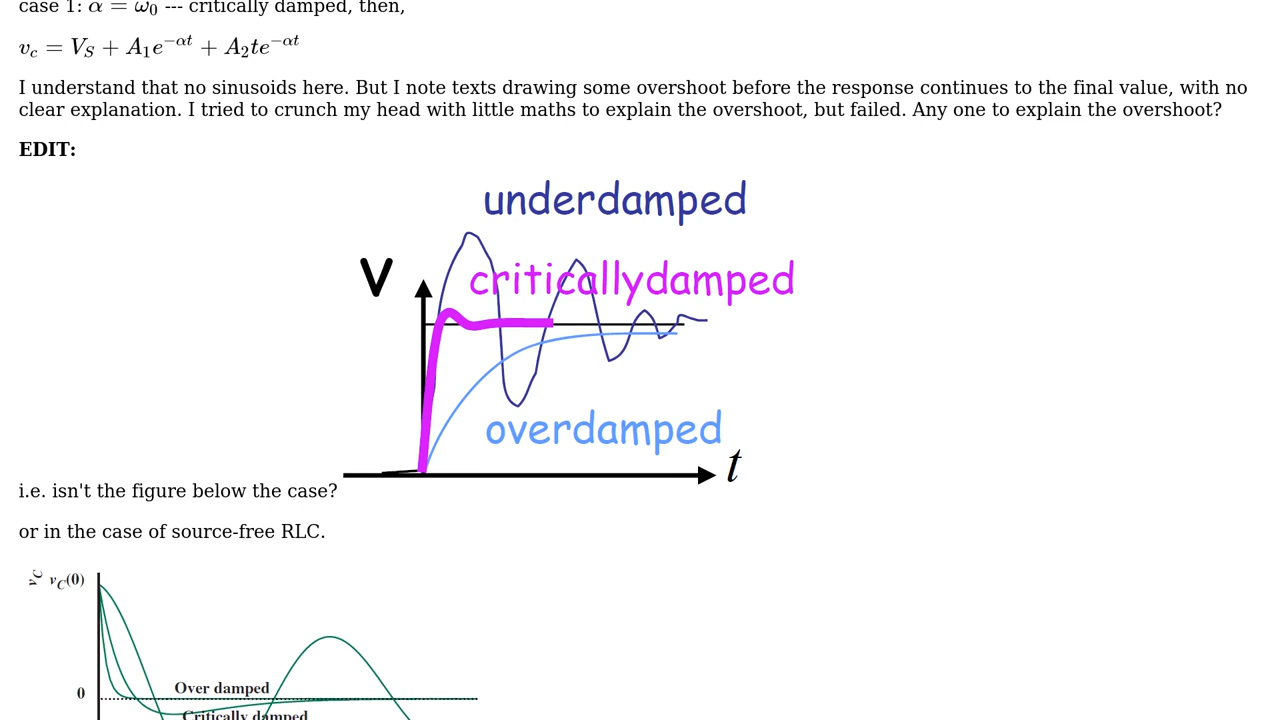 case 1: α = ω₀ --- critically damped, then,
v_c = V_S + A₁e^{−αt} + A₂te^{−αt}
I understand that no sinusoids here. But I note texts drawing some overshoot before the response continues to the final value, with no
clear explanation. I tried to crunch my head with little maths to explain the overshoot, but failed. Any one to explain the overshoot?
EDIT:
underdamped
V
criticallydamped
overdamped
t
i.e. isn't the figure below the case?
or in the case of source-free RLC.
v_C
v_C(0)
Over damped
0
Critically damped